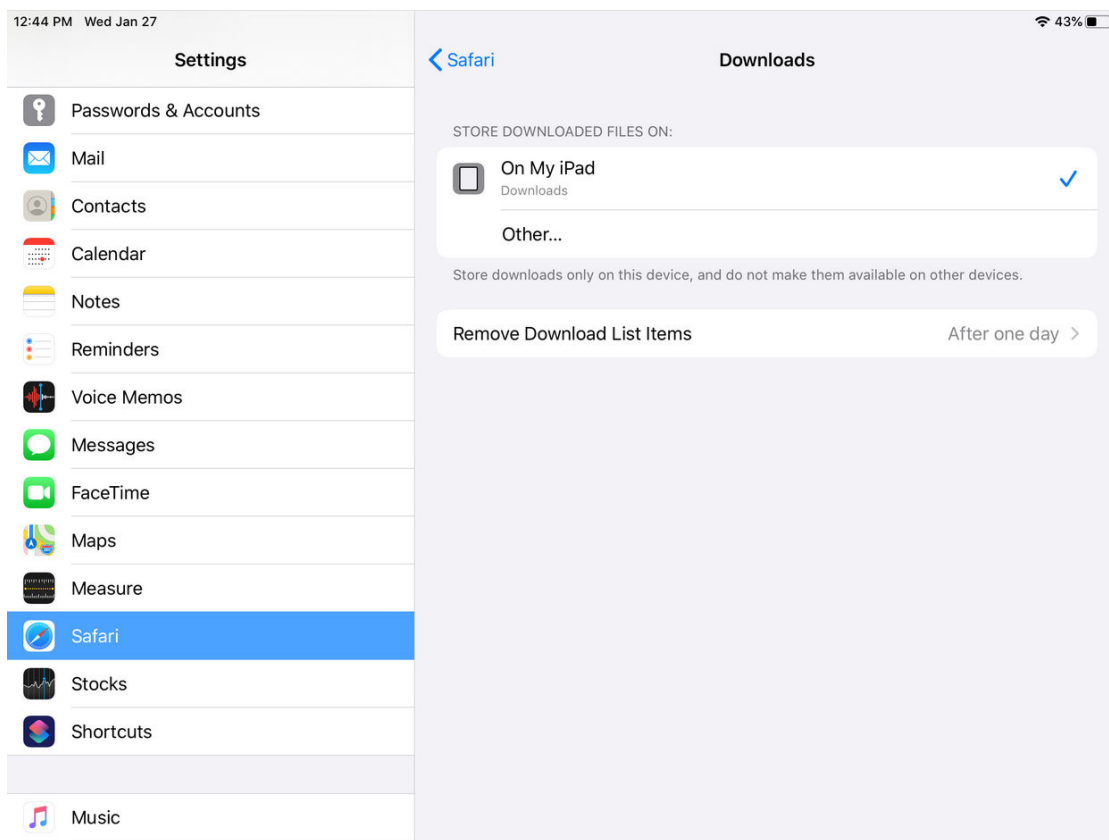 12:44 PM Wed Jan 27
43%
Settings
Passwords & Accounts
Mail
Contacts
Calendar
Notes
Reminders
Voice Memos
Messages
FaceTime
Maps
Measure
Safari
Stocks
Shortcuts
Music
Safari
Downloads
STORE DOWNLOADED FILES ON:
On My iPad
Downloads
Other...
Store downloads only on this device, and do not make them available on other devices.
Remove Download List Items After one day